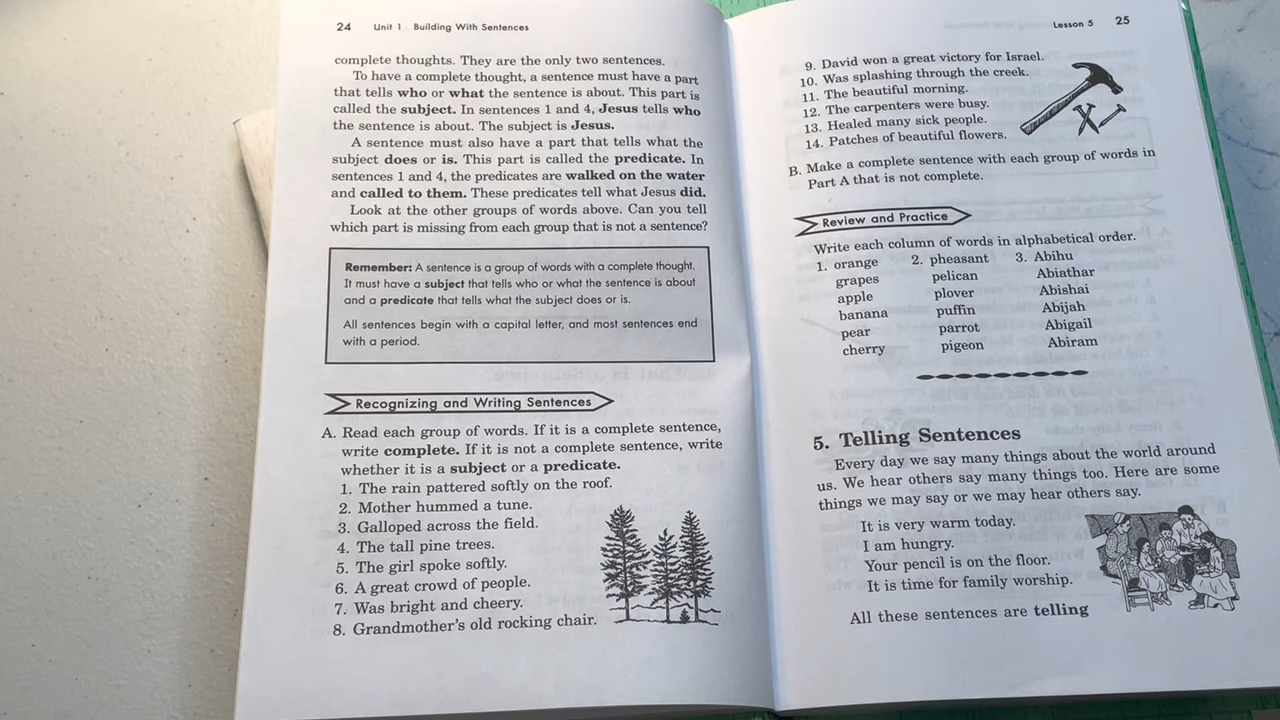 24 Unit 1 Building With Sentences
complete thoughts. They are the only two sentences.
To have a complete thought, a sentence must have a part
that tells who or what the sentence is about. This part is
called the subject. In sentences 1 and 4, Jesus tells who
the sentence is about. The subject is Jesus.
A sentence must also have a part that tells what the
subject does or is. This part is called the predicate. In
sentences 1 and 4, the predicates are walked on the water
and called to them. These predicates tell what Jesus did.
Look at the other groups of words above. Can you tell
which part is missing from each group that is not a sentence?
Remember: A sentence is a group of words with a complete thought.
It must have a subject that tells who or what the sentence is about
and a predicate that tells what the subject does or is.
All sentences begin with a capital letter, and most sentences end
with a period.
Recognizing and Writing Sentences
A. Read each group of words. If it is a complete sentence,
write complete. If it is not a complete sentence, write
whether it is a subject or a predicate.
1. The rain pattered softly on the roof.
2. Mother hummed a tune.
3. Galloped across the field.
4. The tall pine trees.
5. The girl spoke softly.
6. A great crowd of people.
7. Was bright and cheery.
8. Grandmother's old rocking chair.
Lesson 5 25
9. David won a great victory for Israel.
10. Was splashing through the creek.
11. The beautiful morning.
12. The carpenters were busy.
13. Healed many sick people.
14. Patches of beautiful flowers.
B. Make a complete sentence with each group of words in
Part A that is not complete.
Review and Practice
Write each column of words in alphabetical order.
1. orange 2. pheasant 3. Abihu
grapes pelican Abiathar
apple plover Abishai
banana puffin Abijah
pear parrot Abigail
cherry pigeon Abiram
5. Telling Sentences
Every day we say many things about the world around
us. We hear others say many things too. Here are some
things we may say or we may hear others say.
It is very warm today.
I am hungry.
Your pencil is on the floor.
It is time for family worship.
All these sentences are telling